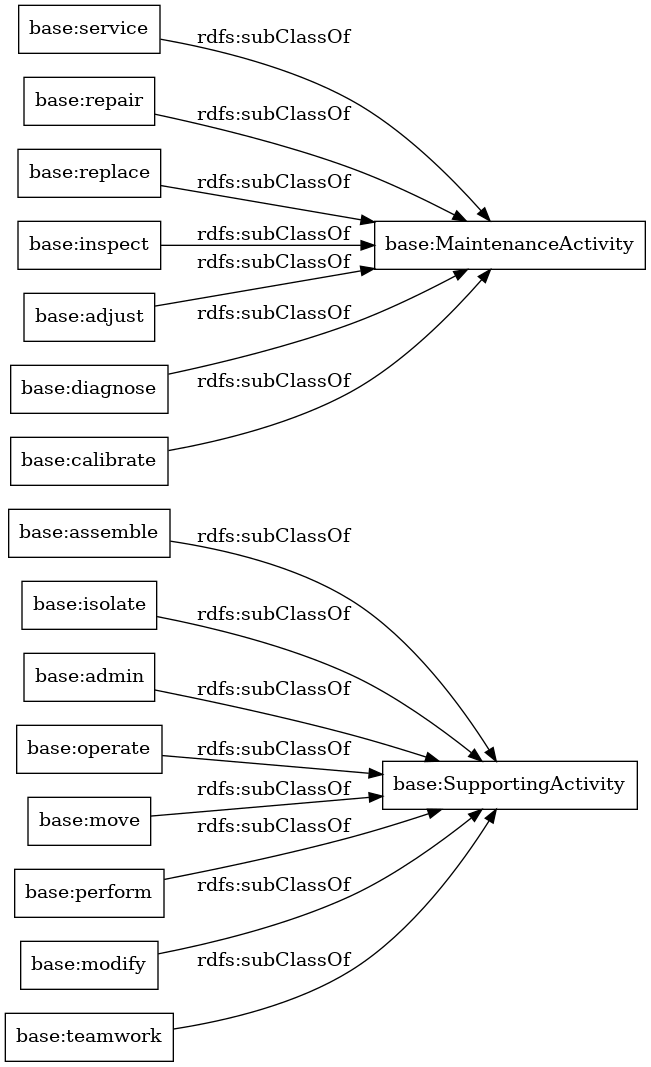 base:service
rdfs:subClassOf
base:repair
rdfs:subClassOf
base:replace
rdfs:subClassOf
base:inspect
rdfs:subClassOf
base:MaintenanceActivity
rdfs:subClassOf
base:adjust
rdfs:subClassOf
base:diagnose
rdfs:subClassOf
base:calibrate
base:assemble
rdfs:subClassOf
base:isolate
rdfs:subClassOf
base:admin
rdfs:subClassOf
base:operate
rdfs:subClassOf
base:SupportingActivity
rdfs:subClassOf
base:move
rdfs:subClassOf
base:perform
rdfs:subClassOf
base:modify
rdfs:subClassOf
base:teamwork